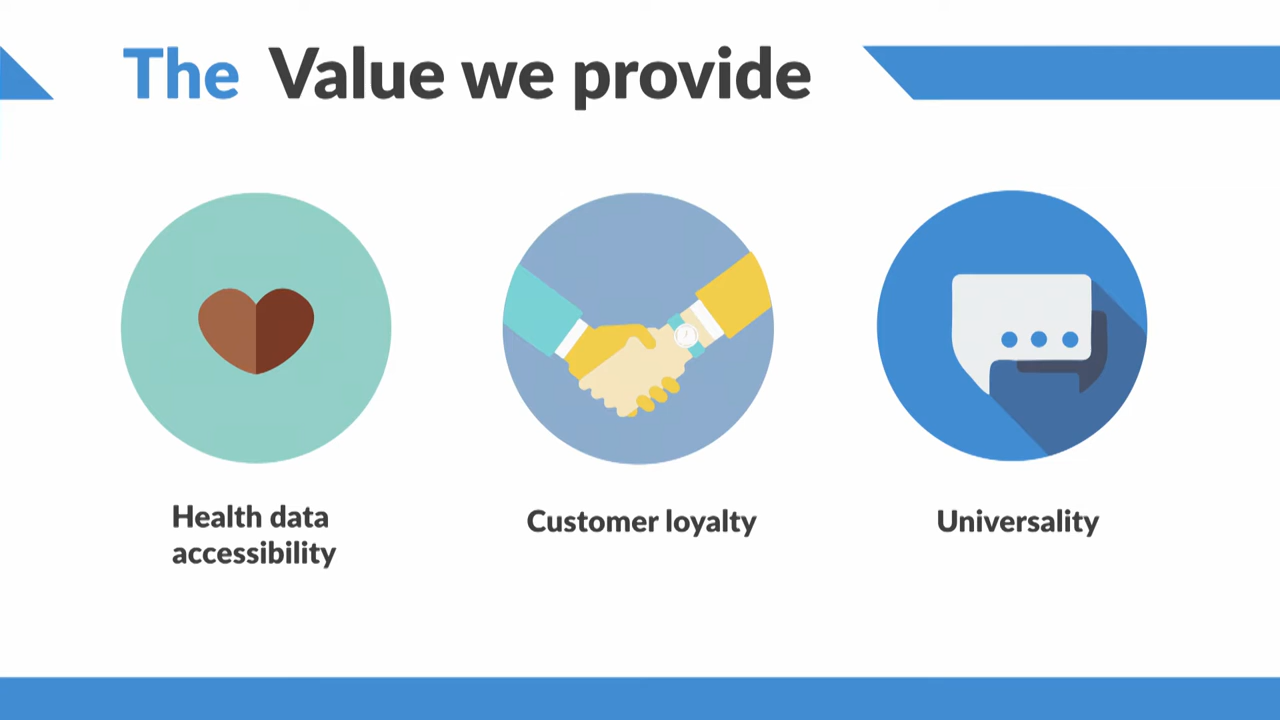 The Value we provide
Health data
accessibility
Customer loyalty
Universality